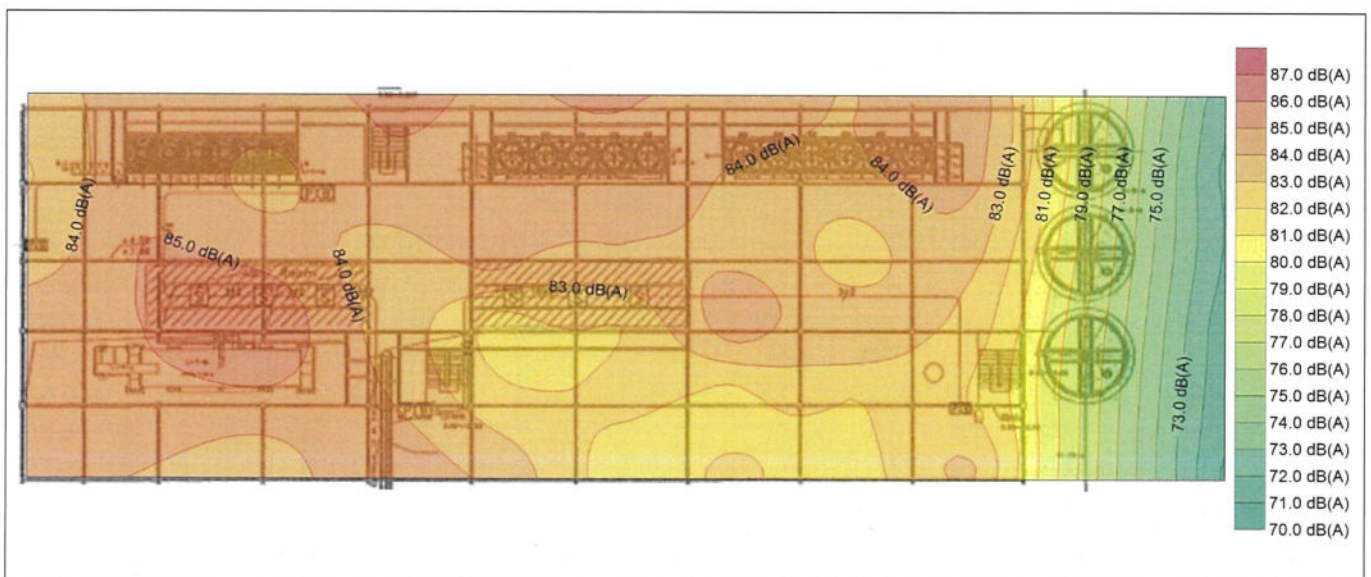 84.0 dB(A)
85.0 dB(A)
84.0 dB(A)
83.0 dB(A)
84.0 dB(A)
84.0 dB(A)
83.0 dB(A)
81.0 dB(A)
79.0 dB(A)
77.0 dB(A)
75.0 dB(A)
73.0 dB(A)
87.0 dB(A)
86.0 dB(A)
85.0 dB(A)
84.0 dB(A)
83.0 dB(A)
82.0 dB(A)
81.0 dB(A)
80.0 dB(A)
79.0 dB(A)
78.0 dB(A)
77.0 dB(A)
76.0 dB(A)
75.0 dB(A)
74.0 dB(A)
73.0 dB(A)
72.0 dB(A)
71.0 dB(A)
70.0 dB(A)